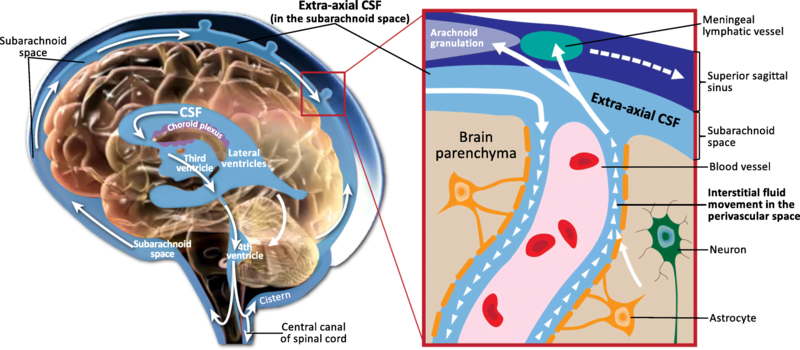 Subarachnoid
space
Extra-axial CSF
(in the subarachnoid space)
CSF
Choroid plexus
Third
ventricle
Lateral
ventricles
Subarachnoid
space
4th
ventricle
Cistern
Central canal
of spinal cord
Arachnoid
granulation
Meningeal
lymphatic vessel
Superior sagittal
sinus
Extra-axial CSF
Subarachnoid
space
Brain
parenchyma
Blood vessel
Interstitial fluid
movement in the
perivascular space
Neuron
Astrocyte